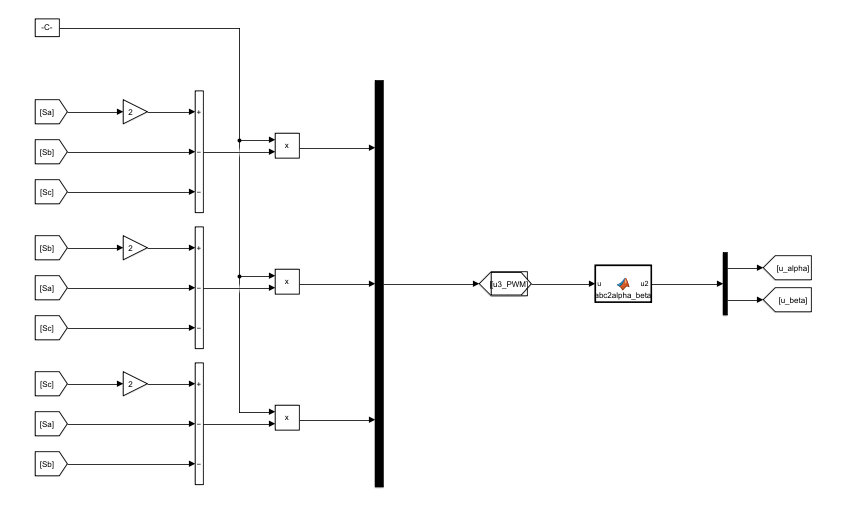 -C-
[Sa]
2
+
[Sb]
−
x
[Sc]
−
[Sb]
2
+
[Sa]
−
x
[Sc]
−
[u3_PWM]
u
u2
abc2alpha_beta
[u_alpha]
[u_beta]
[Sc]
2
+
[Sa]
−
x
[Sb]
−